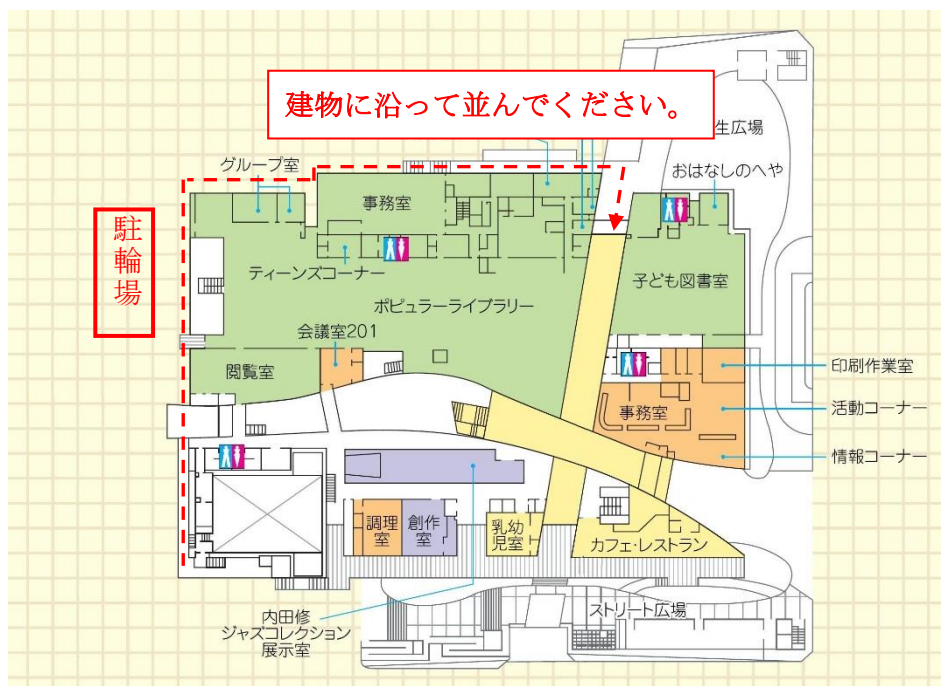 建物に沿って並んでください。
生広場
グループ室
おはなしのへや
事務室
駐
輪
場
ティーンズコーナー
子ども図書室
ポピュラーライブラリー
会議室201
閲覧室
印刷作業室
事務室
活動コーナー
情報コーナー
調理
室
創作
室
乳幼
児室
カフェ・レストラン
内田修
ジャズコレクション
展示室
ストリート広場